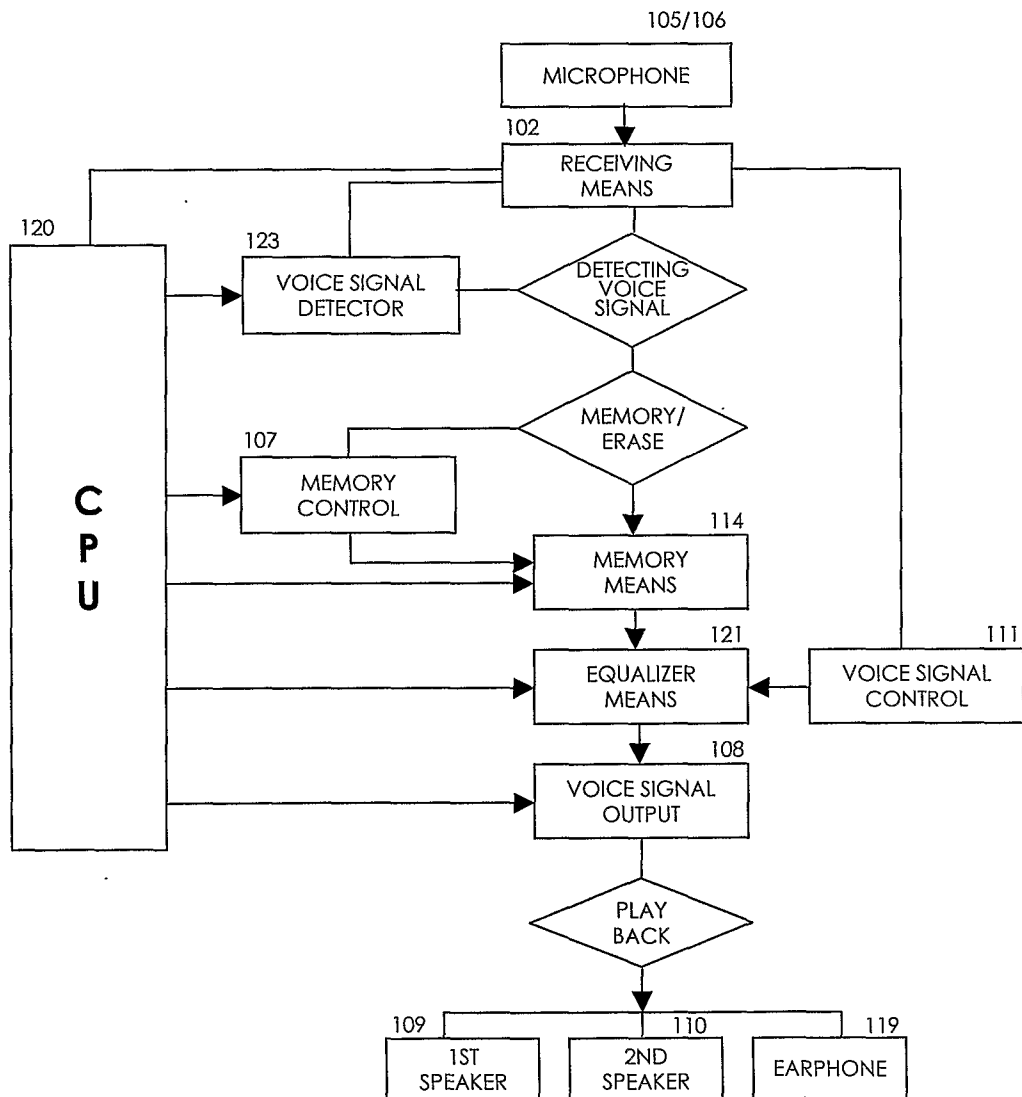 105/106
MICROPHONE
102
RECEIVING
MEANS
120
123
VOICE SIGNAL
DETECTOR
DETECTING
VOICE
SIGNAL
MEMORY/
ERASE
107
MEMORY
CONTROL
C
P
U
114
MEMORY
MEANS
121
EQUALIZER
MEANS
111
VOICE SIGNAL
CONTROL
108
VOICE SIGNAL
OUTPUT
PLAY
BACK
109
1ST
SPEAKER
110
2ND
SPEAKER
119
EARPHONE